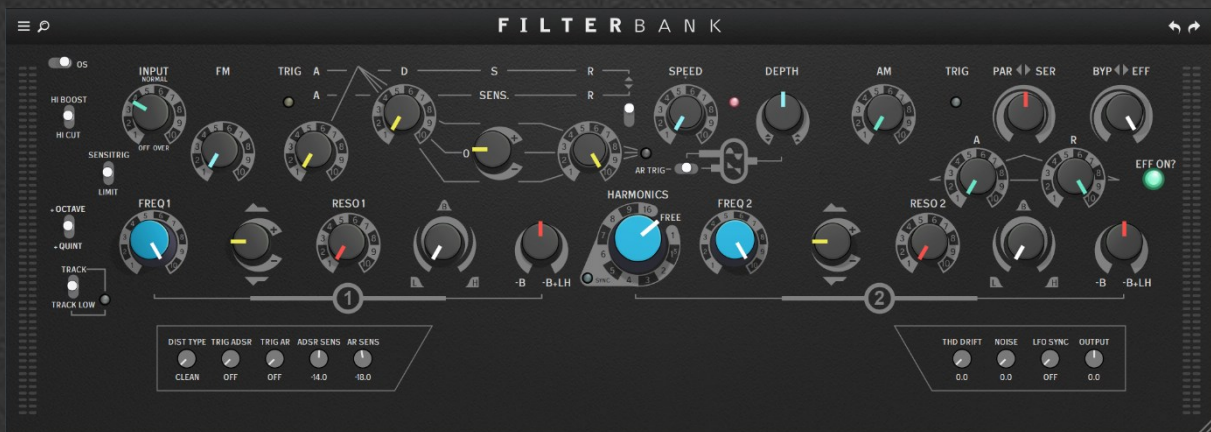 FILTERBANK
OS
INPUT
NORMAL
OFF OVER
FM
TRIG
A D S R
A SENS. R
0
+
-
SPEED
DEPTH
AM
TRIG
PAR SER
BYP EFF
HI BOOST
HI CUT
SENSITRIG
LIMIT
AR TRIG
A
R
EFF ON?
+OCTAVE
+QUINT
FREQ 1
+
-
RESO 1
B
L H
-B -B+LH
HARMONICS
FREE
SYNC
FREQ 2
+
-
RESO 2
B
L H
-B -B+LH
TRACK
TRACK LOW
1
2
DIST TYPE TRIG ADSR TRIG AR ADSR SENS AR SENS
CLEAN OFF OFF -14.0 -18.0
THD DRIFT NOISE LFO SYNC OUTPUT
0.0 0.0 OFF 0.0